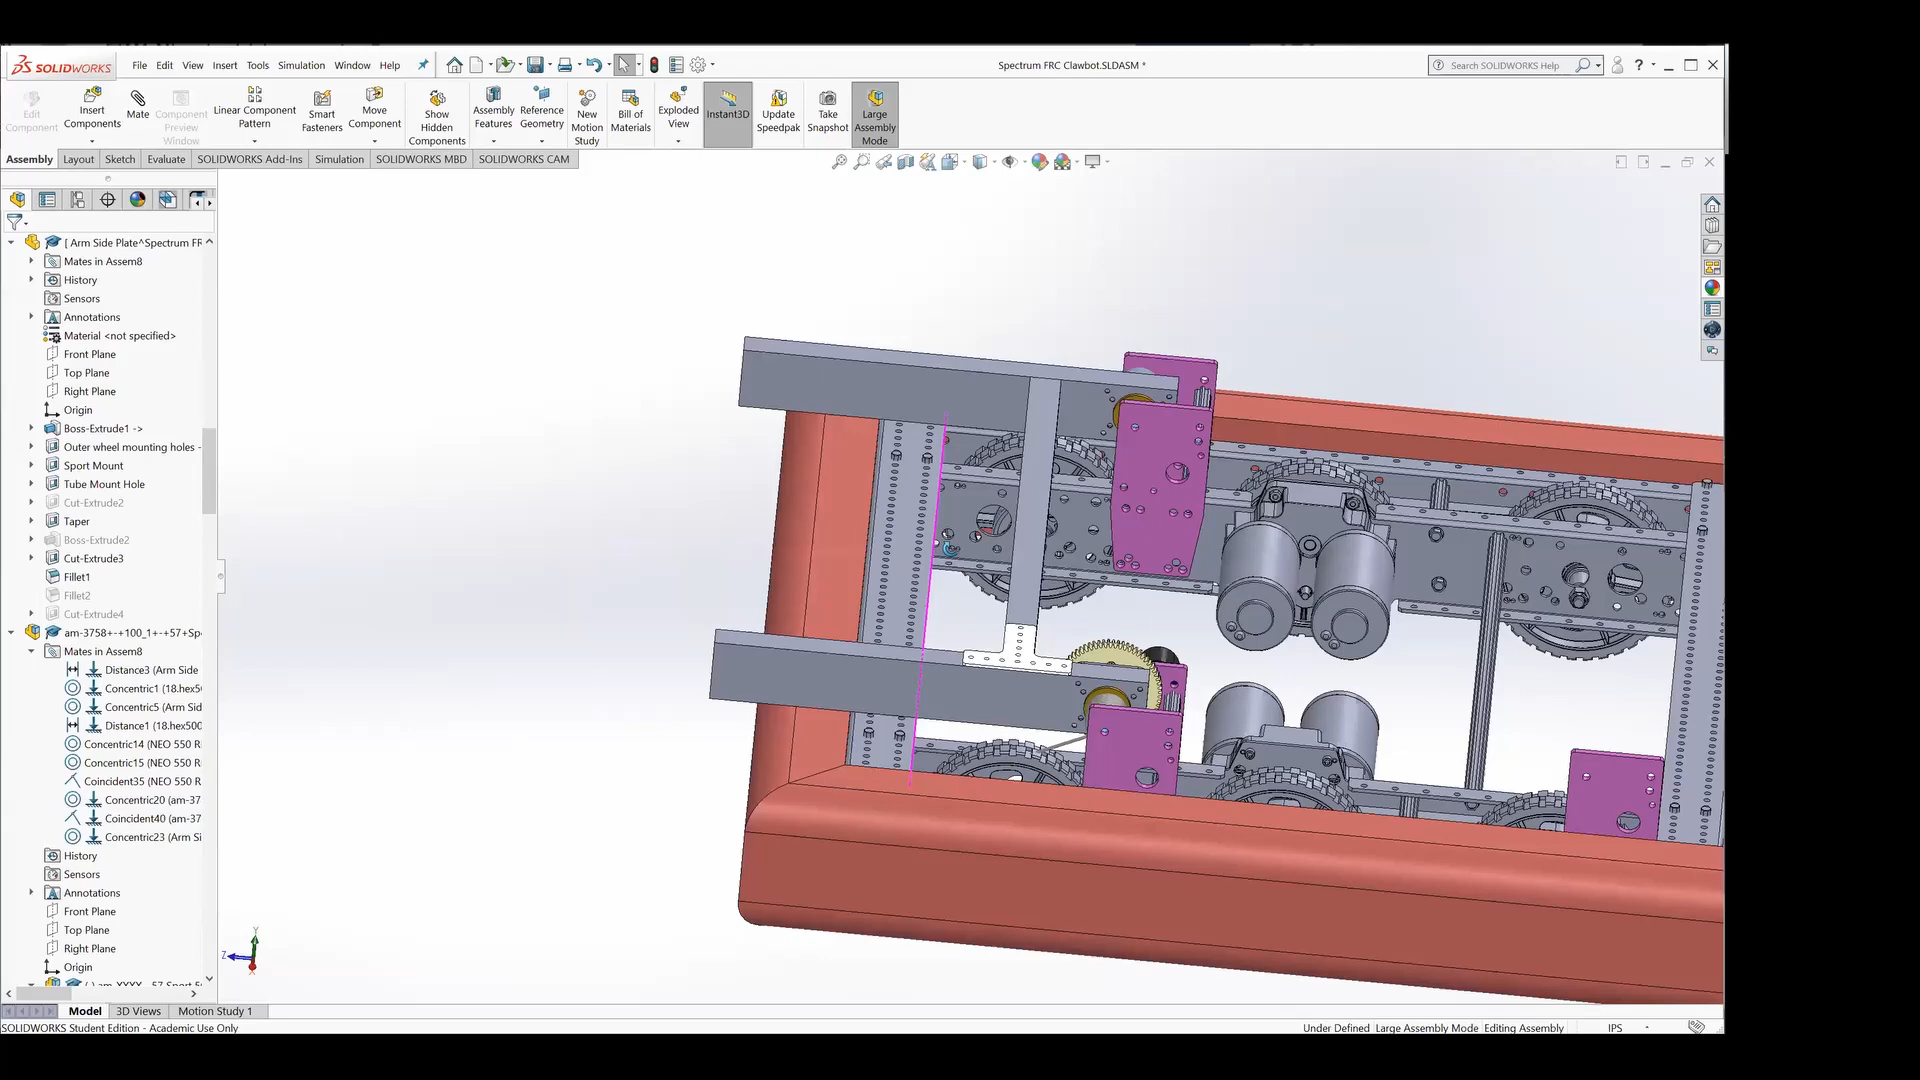 SOLIDWORKS
File Edit View Insert Tools Simulation Window Help
Spectrum FRC Clawbot.SLDASM *
Search SOLIDWORKS Help
Edit Component
Insert Components
Mate
Component Preview Window
Linear Component Pattern
Smart Fasteners
Move Component
Show Hidden Components
Assembly Features
Reference Geometry
New Motion Study
Bill of Materials
Exploded View
Instant3D
Update Speedpak
Take Snapshot
Large Assembly Mode
Assembly Layout Sketch Evaluate SOLIDWORKS Add-Ins Simulation SOLIDWORKS MBD SOLIDWORKS CAM
[ Arm Side Plate^Spectrum FR
Mates in Assem8
History
Sensors
Annotations
Material <not specified>
Front Plane
Top Plane
Right Plane
Origin
Boss-Extrude1 ->
Outer wheel mounting holes -
Sport Mount
Tube Mount Hole
Cut-Extrude2
Taper
Boss-Extrude2
Cut-Extrude3
Fillet1
Fillet2
Cut-Extrude4
am-3758+-+100_1+-+57+Sp
Mates in Assem8
Distance3 (Arm Side
Concentric1 (18.hex50
Concentric5 (Arm Sid
Distance1 (18.hex500
Concentric14 (NEO 550 R
Concentric15 (NEO 550 R
Coincident35 (NEO 550 R
Concentric20 (am-37
Coincident40 (am-37
Concentric23 (Arm Si
History
Sensors
Annotations
Front Plane
Top Plane
Right Plane
Origin
Y
Z
Model 3D Views Motion Study 1
SOLIDWORKS Student Edition - Academic Use Only
Under Defined Large Assembly Mode Editing Assembly IPS